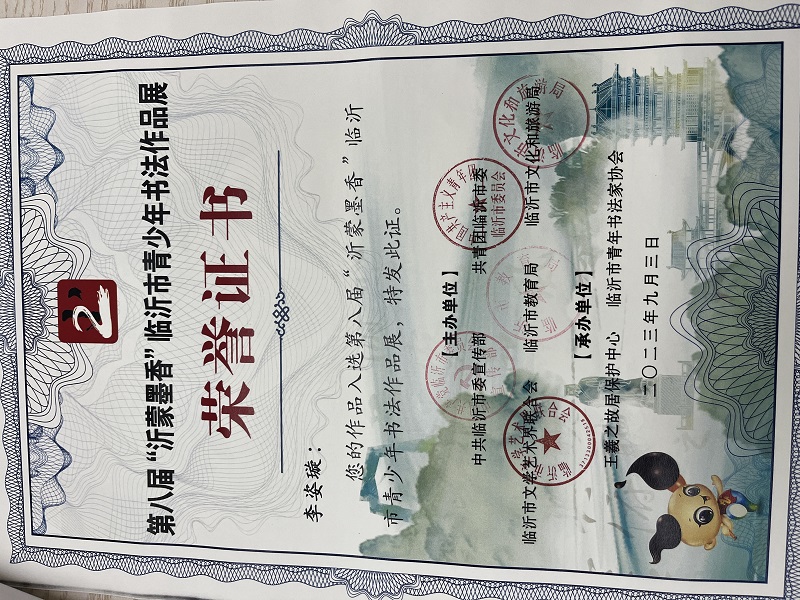 第八届“沂蒙墨香”临沂市青少年书法作品展
荣誉证书
李姿璇：
您的作品入选第八届“沂蒙墨香”临沂
市青少年书法作品展，特发此证。
【主办单位】
中共临沂市委宣传部 共青团临沂市委
临沂市文学艺术界联合会 临沂市教育局 临沂市文化和旅游局
【承办单位】
王羲之故居保护中心 临沂市青年书法家协会
二〇二三年九月三日
临沂市委员会